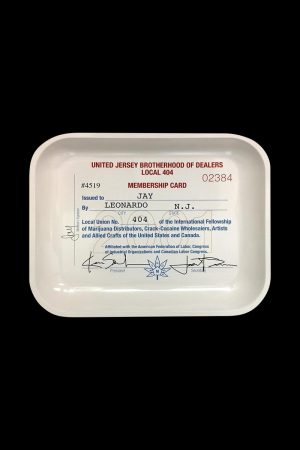 UNITED JERSEY BROTHERHOOD OF DEALERS
LOCAL 404
02384
#4519 MEMBERSHIP CARD
Issued to JAY
By LEONARDO N.J.
CITY STATE
Local Union No. 404 of the International Fellowship
of Marijuana Distributors, Crack-Cocaine Wholesalers, Artists
and Allied Crafts of the United States and Canada.
Affiliated with the American Federation of Labor, Congress
of Industrial Organizations and Canadian Labor Congress.
President